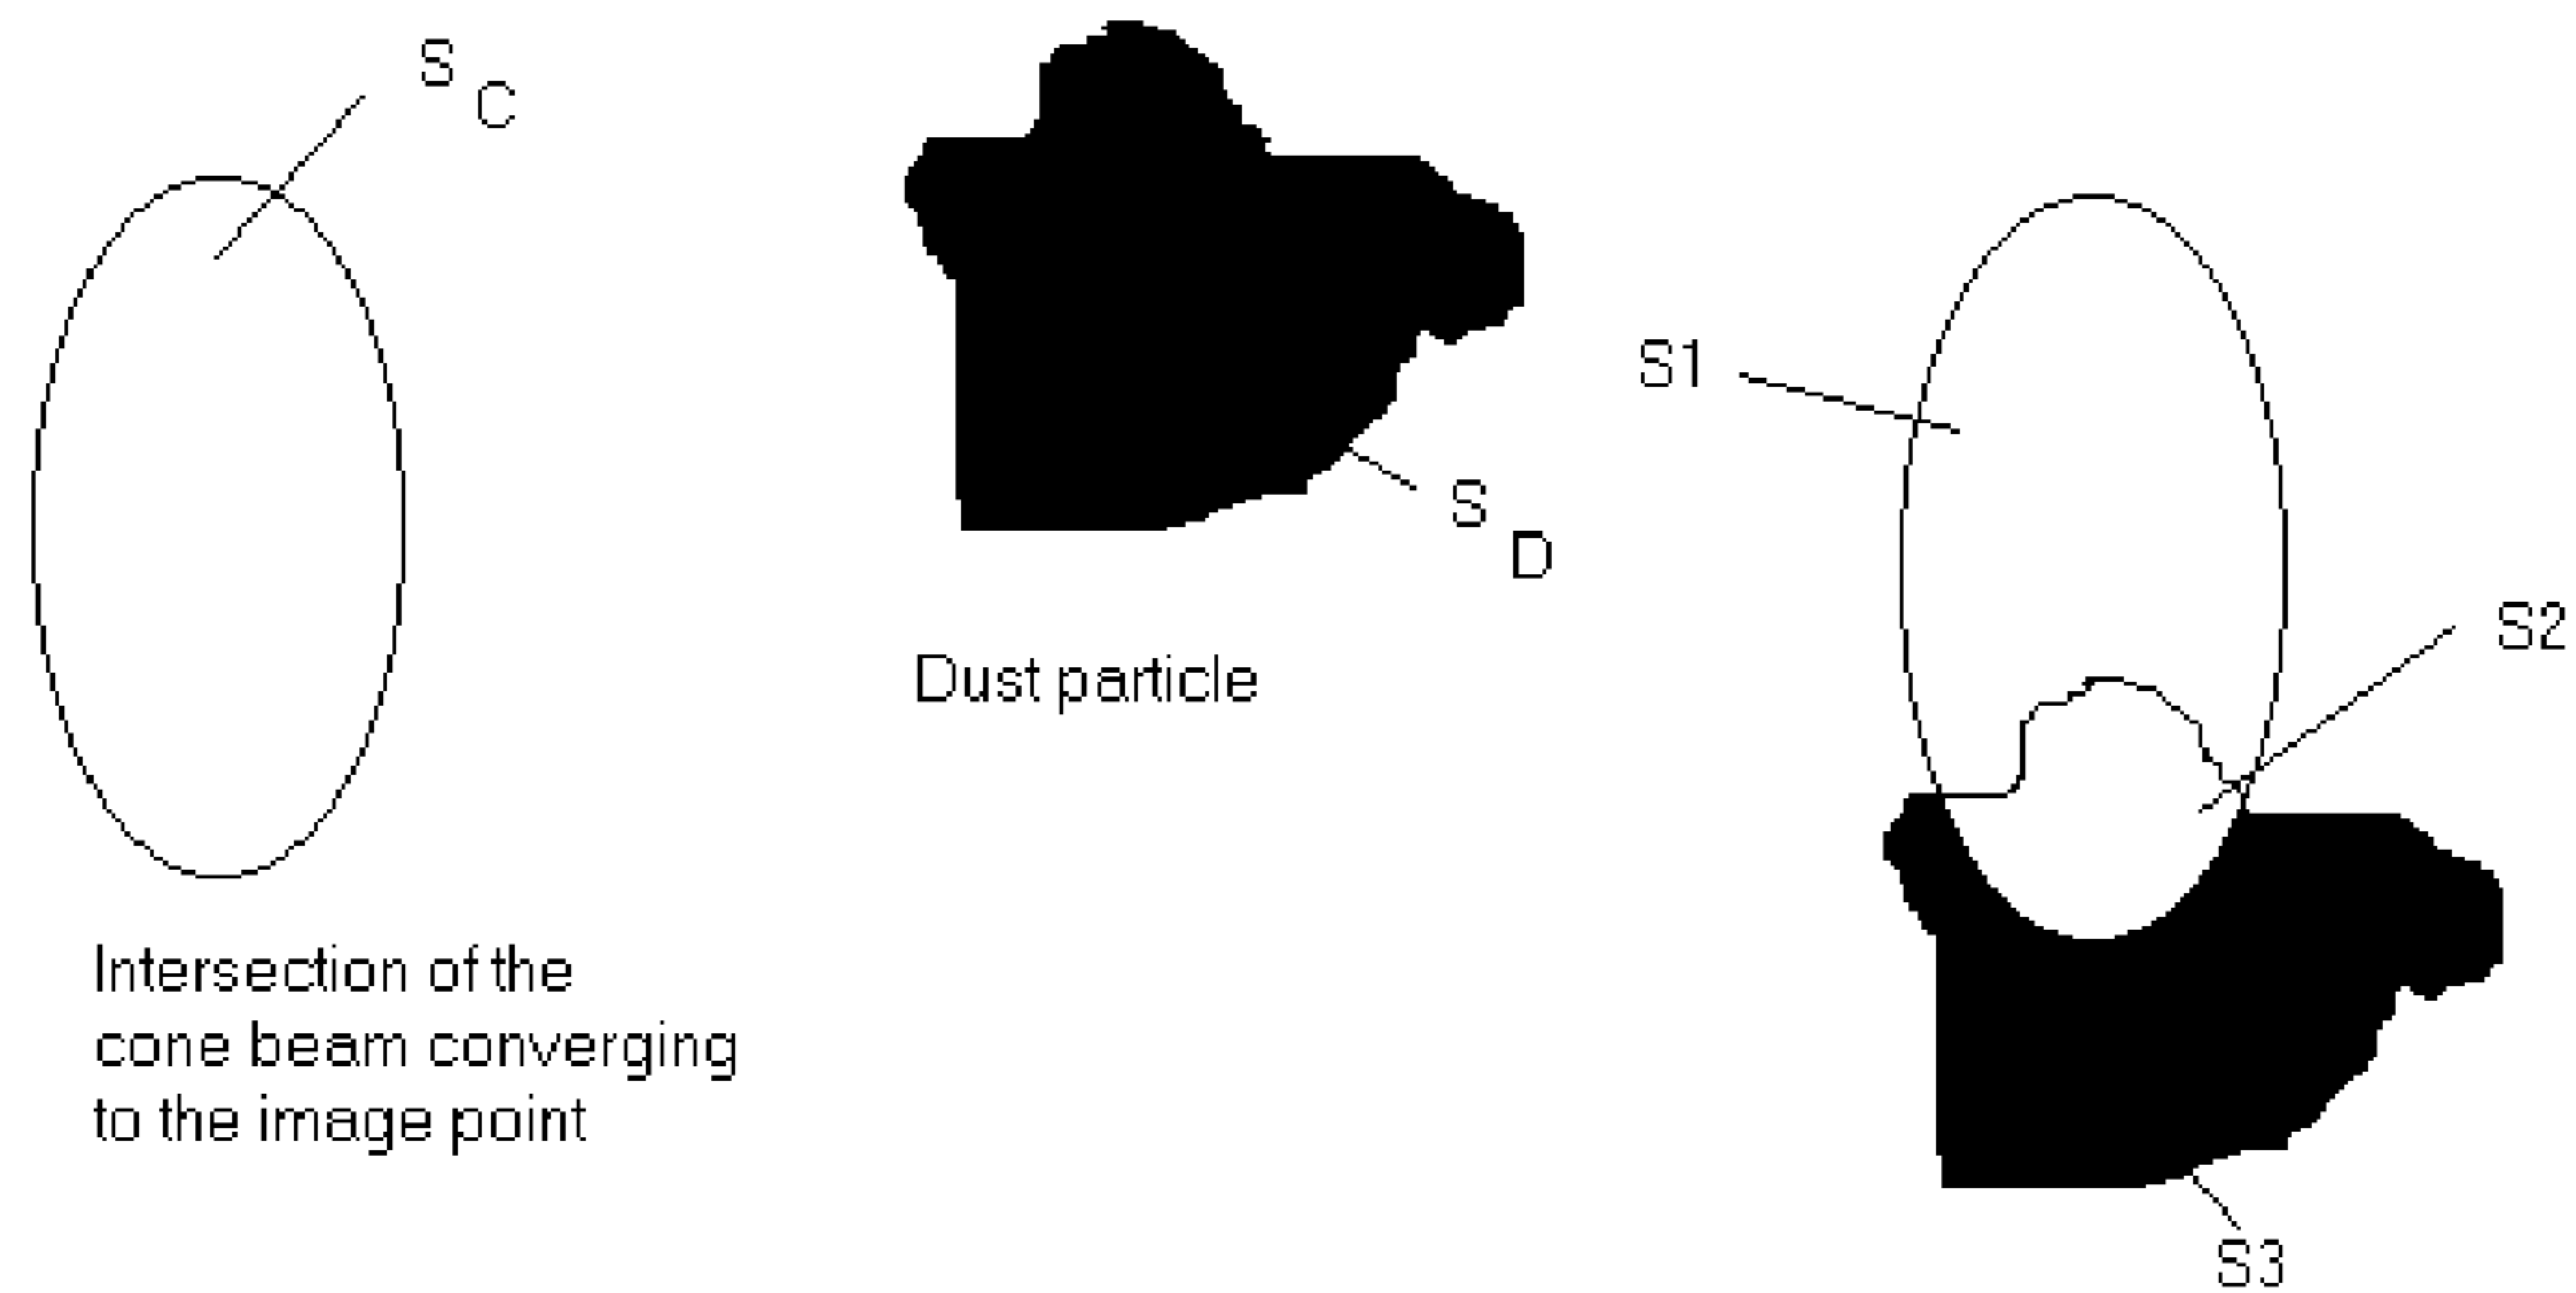 S C
Intersection of the
cone beam converging
to the image point
S D
Dust particle
S1
S2
S3